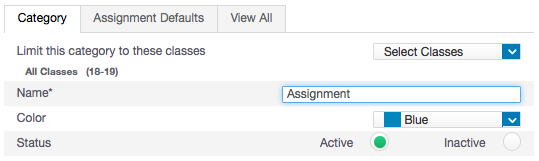 Category Assignment Defaults View All
Limit this category to these classes Select Classes
All Classes (18-19)
Name* Assignment
Color Blue
Status Active Inactive